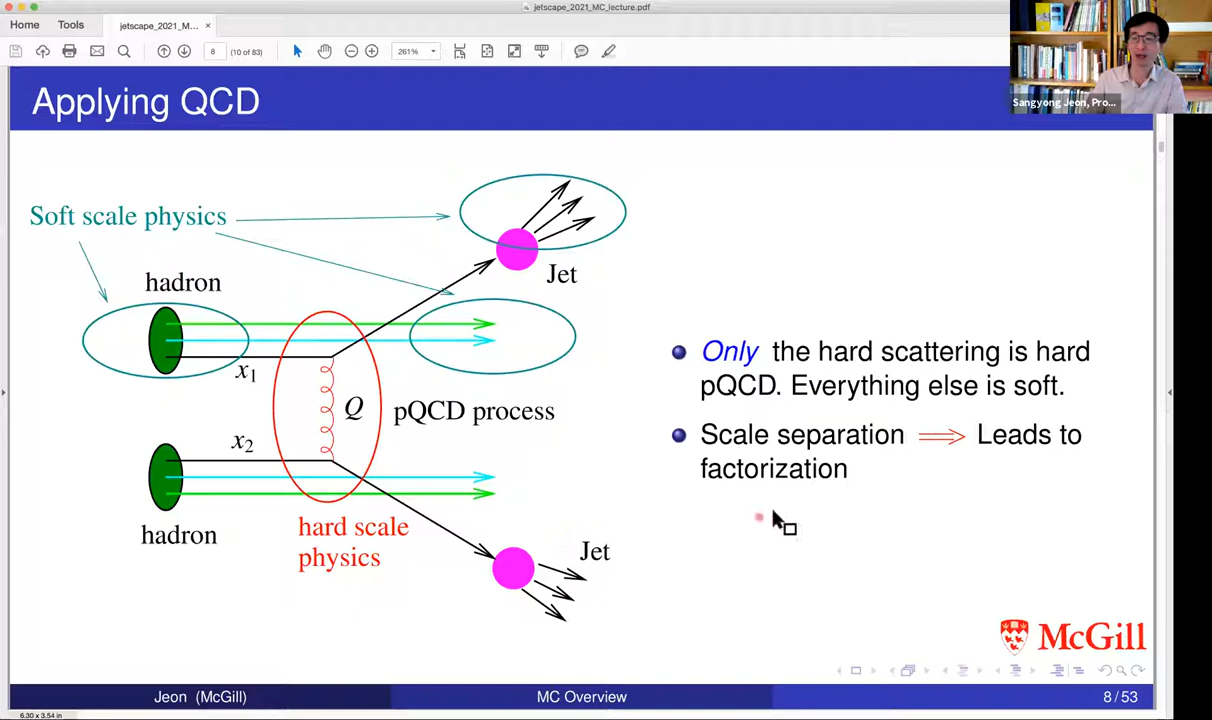 jetscape_2021_MC_lecture.pdf
Home Tools jetscape_2021_M... ×
8 (10 of 83) 261%
Sangyong Jeon, Pro...
Applying QCD
Soft scale physics
hadron
Jet
x1
Q pQCD process
x2
hadron
hard scale
physics
Jet
Only the hard scattering is hard
pQCD. Everything else is soft.
Scale separation ⟹ Leads to
factorization
McGill
Jeon (McGill) MC Overview 8 / 53
6.30 x 3.54 in